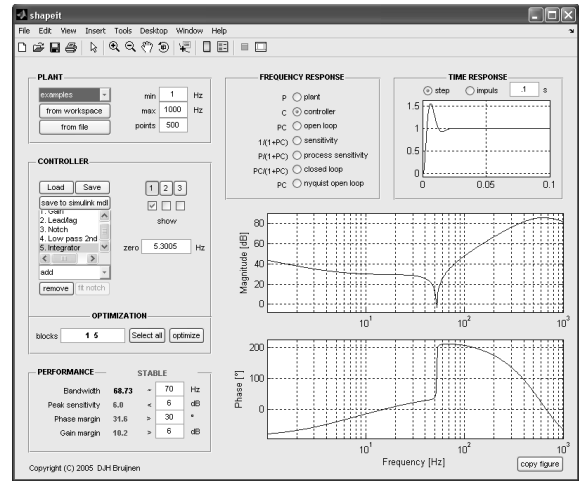 shapeit
File Edit View Insert Tools Desktop Window Help
PLANT
examples
from workspace
from file
min 1 Hz
max 1000 Hz
points 500
FREQUENCY RESPONSE
P plant
C controller
PC open loop
1/(1+PC) sensitivity
P/(1+PC) process sensitivity
PC/(1+PC) closed loop
PC nyquist open loop
TIME RESPONSE
step impuls .1 s
1.5
1
0.5
0
0 0.05 0.1
CONTROLLER
Load Save
save to simulink mdl
1. Gain
2. Lead/lag
3. Notch
4. Low pass 2nd
5. Integrator
add
remove fit notch
1 2 3
show
zero 5.3005 Hz
OPTIMIZATION
blocks 1 5 Select all optimize
PERFORMANCE STABLE
Bandwidth 68.73 = 70 Hz
Peak sensitivity 6.0 < 6 dB
Phase margin 31.6 > 30 °
Gain margin 10.2 > 6 dB
Magnitude [dB]
80
60
40
20
0
10¹ 10² 10³
Phase [°]
200
100
0
10¹ 10² 10³
Frequency [Hz]
copy figure
Copyright (C) 2005 DJH Bruijnen